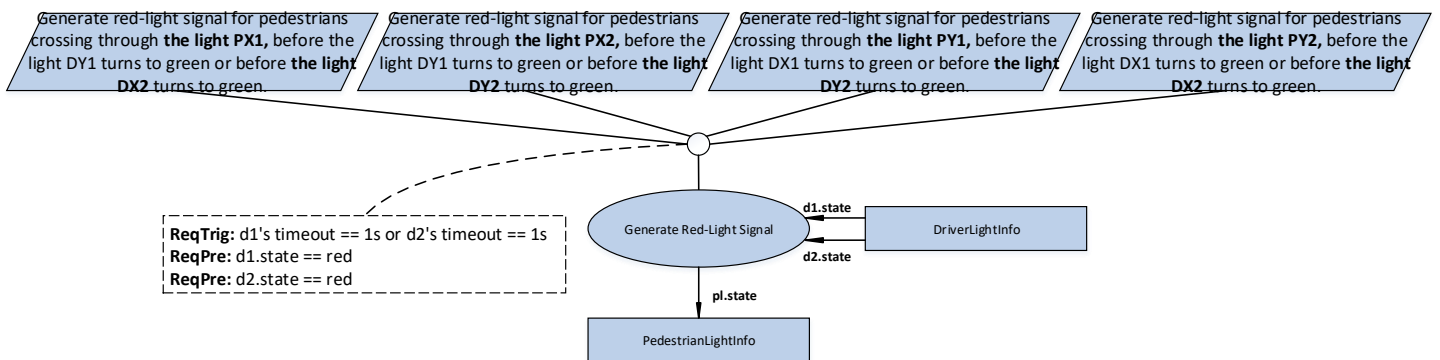 Generate red-light signal for pedestrians
crossing through the light PX1, before the
light DY1 turns to green or before the light
DX2 turns to green.
Generate red-light signal for pedestrians
crossing through the light PX2, before the
light DY1 turns to green or before the light
DY2 turns to green.
Generate red-light signal for pedestrians
crossing through the light PY1, before the
light DX1 turns to green or before the light
DY2 turns to green.
Generate red-light signal for pedestrians
crossing through the light PY2, before the
light DX1 turns to green or before the light
DX2 turns to green.
ReqTrig: d1's timeout == 1s or d2's timeout == 1s
ReqPre: d1.state == red
ReqPre: d2.state == red
Generate Red-Light Signal
d1.state
d2.state
DriverLightInfo
pl.state
PedestrianLightInfo